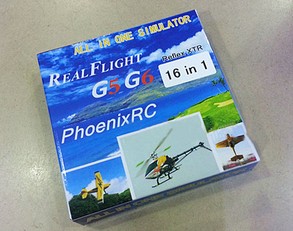 ALL IN ONE SIMULATOR
REALFLIGHT
Reflex XTR
G5 G6
16 in 1
PhoenixRC